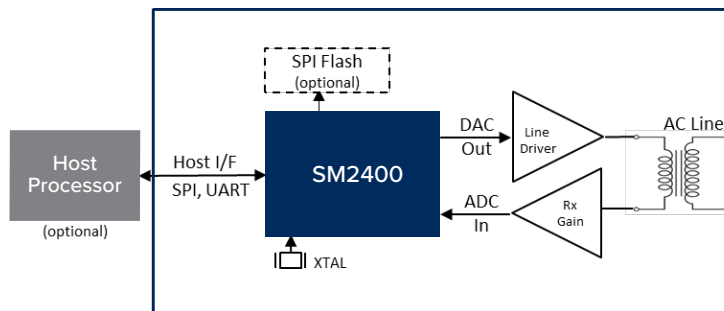 SPI Flash
(optional)
Host
Processor
(optional)
Host I/F
SPI, UART
SM2400
XTAL
DAC
Out
Line
Driver
ADC
In
Rx
Gain
AC Line